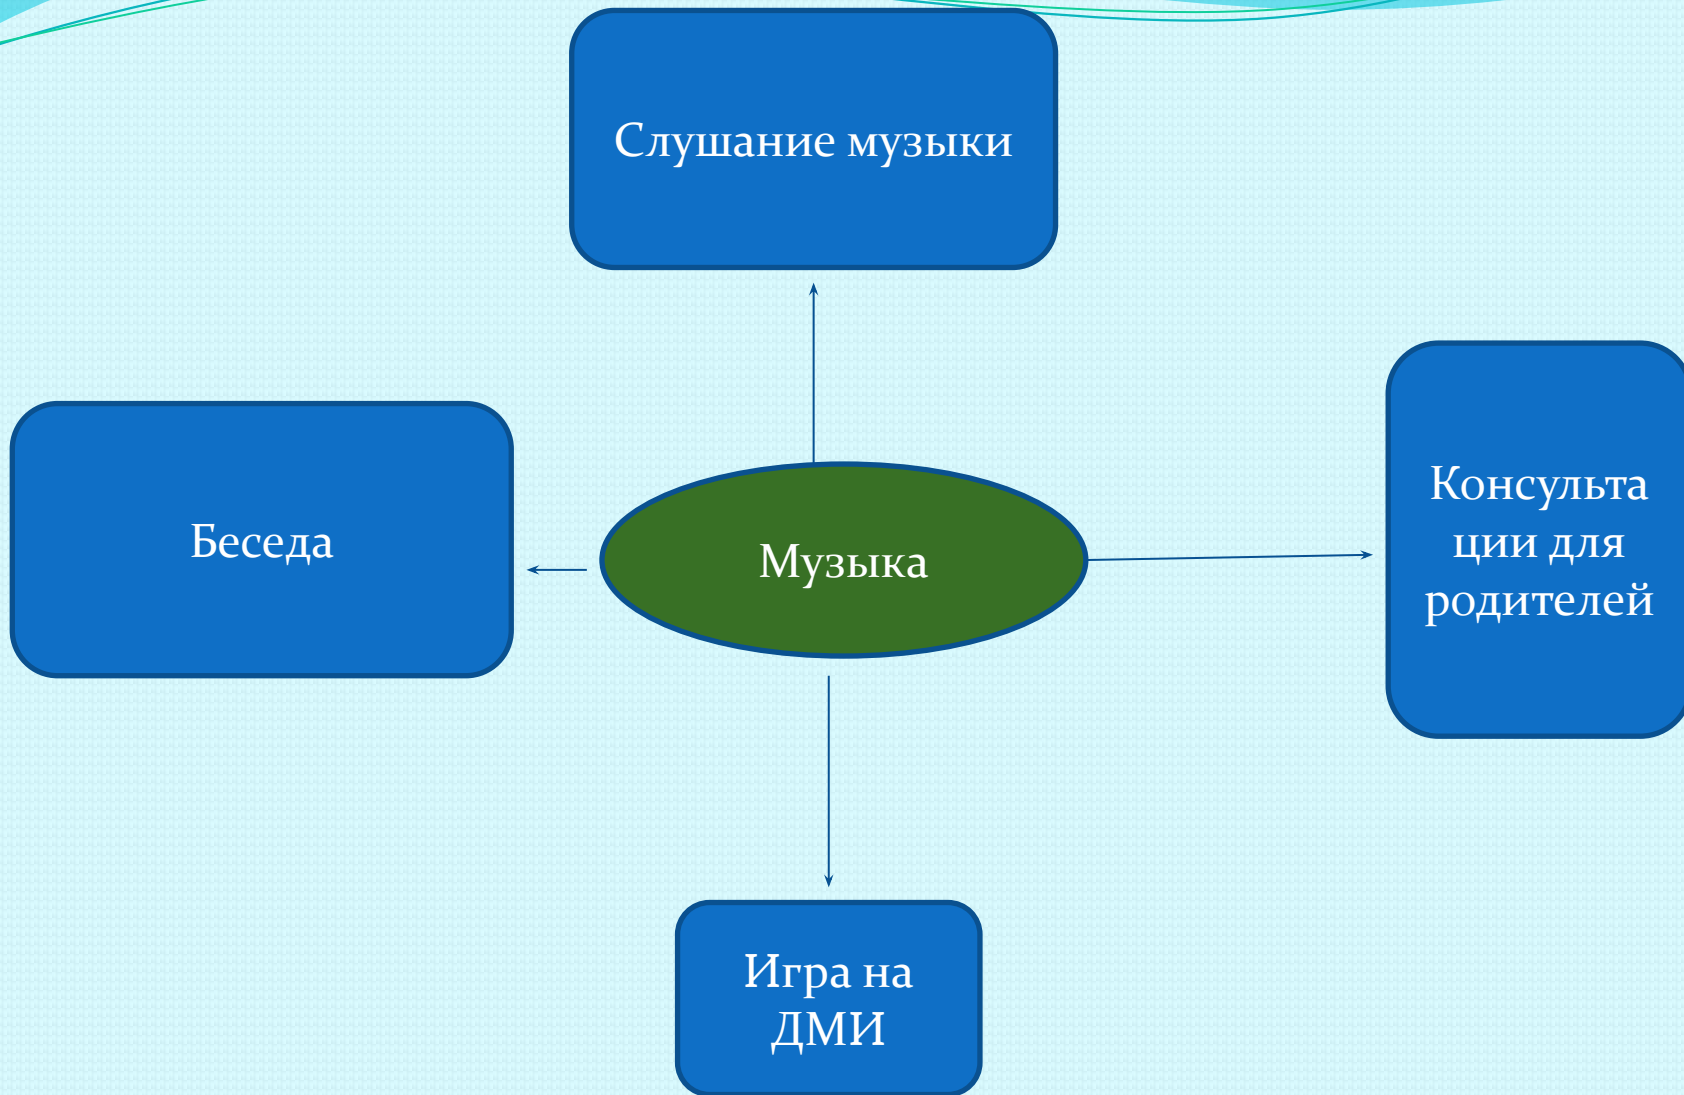 Слушание музыки
Беседа
Музыка
Консульта
ции для
родителей
Игра на
ДМИ